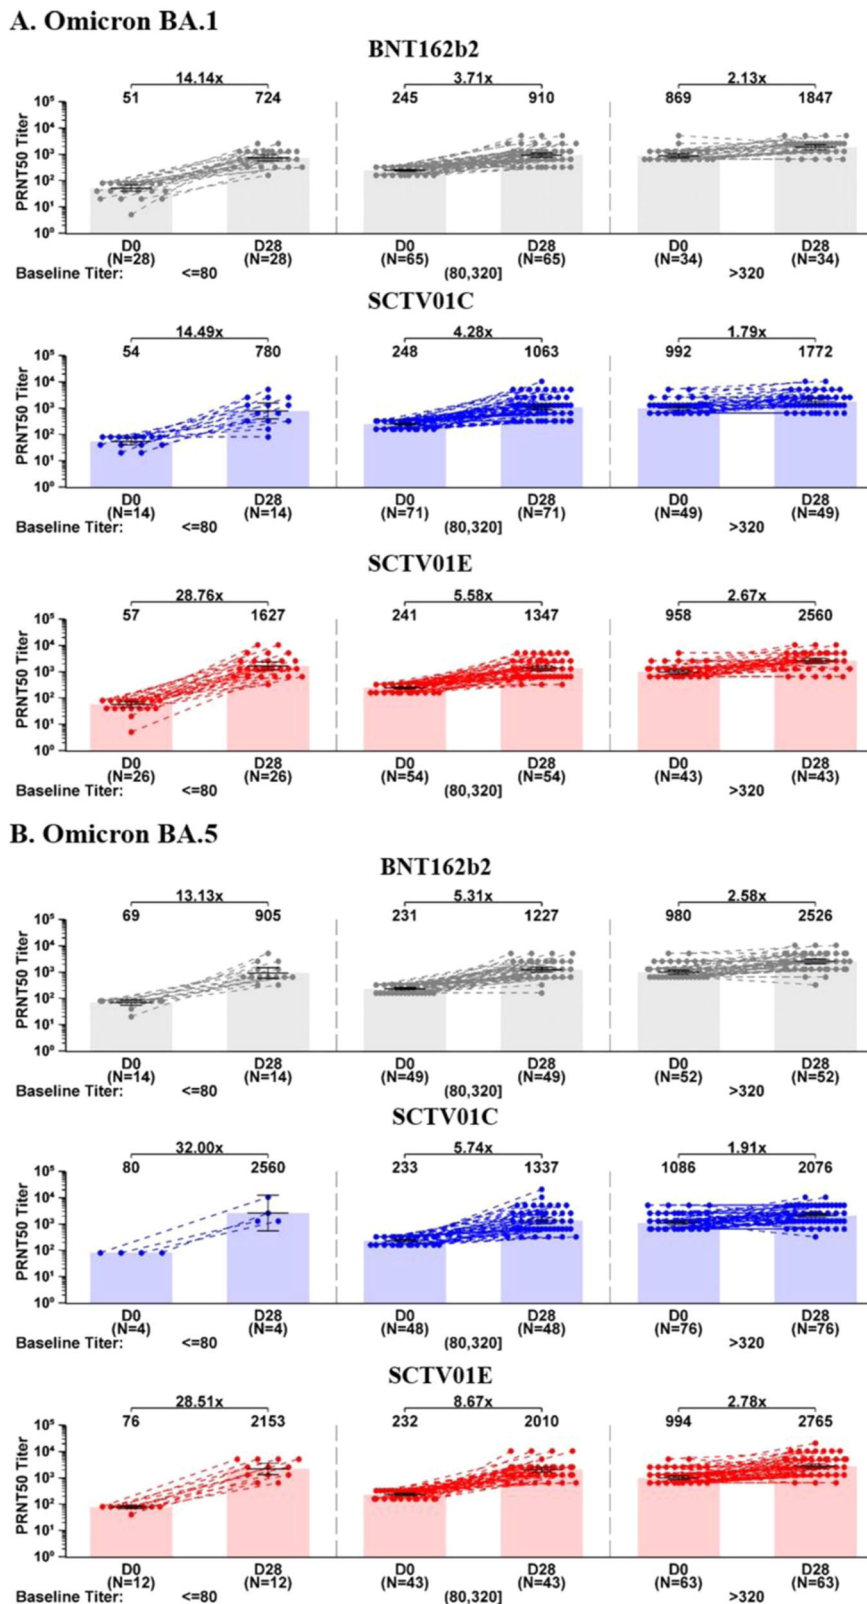 A. Omicron BA.1
BNT162b2
14.14x 3.71x 2.13x
51 724 245 910 869 1847
PRNT50 Titer
10⁵
10⁴
10³
10²
10¹
10⁰
D0 D28 D0 D28 D0 D28
(N=28) (N=28) (N=65) (N=65) (N=34) (N=34)
Baseline Titer: <=80 (80,320] >320
SCTV01C
14.49x 4.28x 1.79x
54 780 248 1063 992 1772
PRNT50 Titer
10⁵
10⁴
10³
10²
10¹
10⁰
D0 D28 D0 D28 D0 D28
(N=14) (N=14) (N=71) (N=71) (N=49) (N=49)
Baseline Titer: <=80 (80,320] >320
SCTV01E
28.76x 5.58x 2.67x
57 1627 241 1347 958 2560
PRNT50 Titer
10⁵
10⁴
10³
10²
10¹
10⁰
D0 D28 D0 D28 D0 D28
(N=26) (N=26) (N=54) (N=54) (N=43) (N=43)
Baseline Titer: <=80 (80,320] >320
B. Omicron BA.5
BNT162b2
13.13x 5.31x 2.58x
69 905 231 1227 980 2526
PRNT50 Titer
10⁵
10⁴
10³
10²
10¹
10⁰
D0 D28 D0 D28 D0 D28
(N=14) (N=14) (N=49) (N=49) (N=52) (N=52)
Baseline Titer: <=80 (80,320] >320
SCTV01C
32.00x 5.74x 1.91x
80 2560 233 1337 1086 2076
PRNT50 Titer
10⁵
10⁴
10³
10²
10¹
10⁰
D0 D28 D0 D28 D0 D28
(N=4) (N=4) (N=48) (N=48) (N=76) (N=76)
Baseline Titer: <=80 (80,320] >320
SCTV01E
28.51x 8.67x 2.78x
76 2153 232 2010 994 2765
PRNT50 Titer
10⁵
10⁴
10³
10²
10¹
10⁰
D0 D28 D0 D28 D0 D28
(N=12) (N=12) (N=43) (N=43) (N=63) (N=63)
Baseline Titer: <=80 (80,320] >320